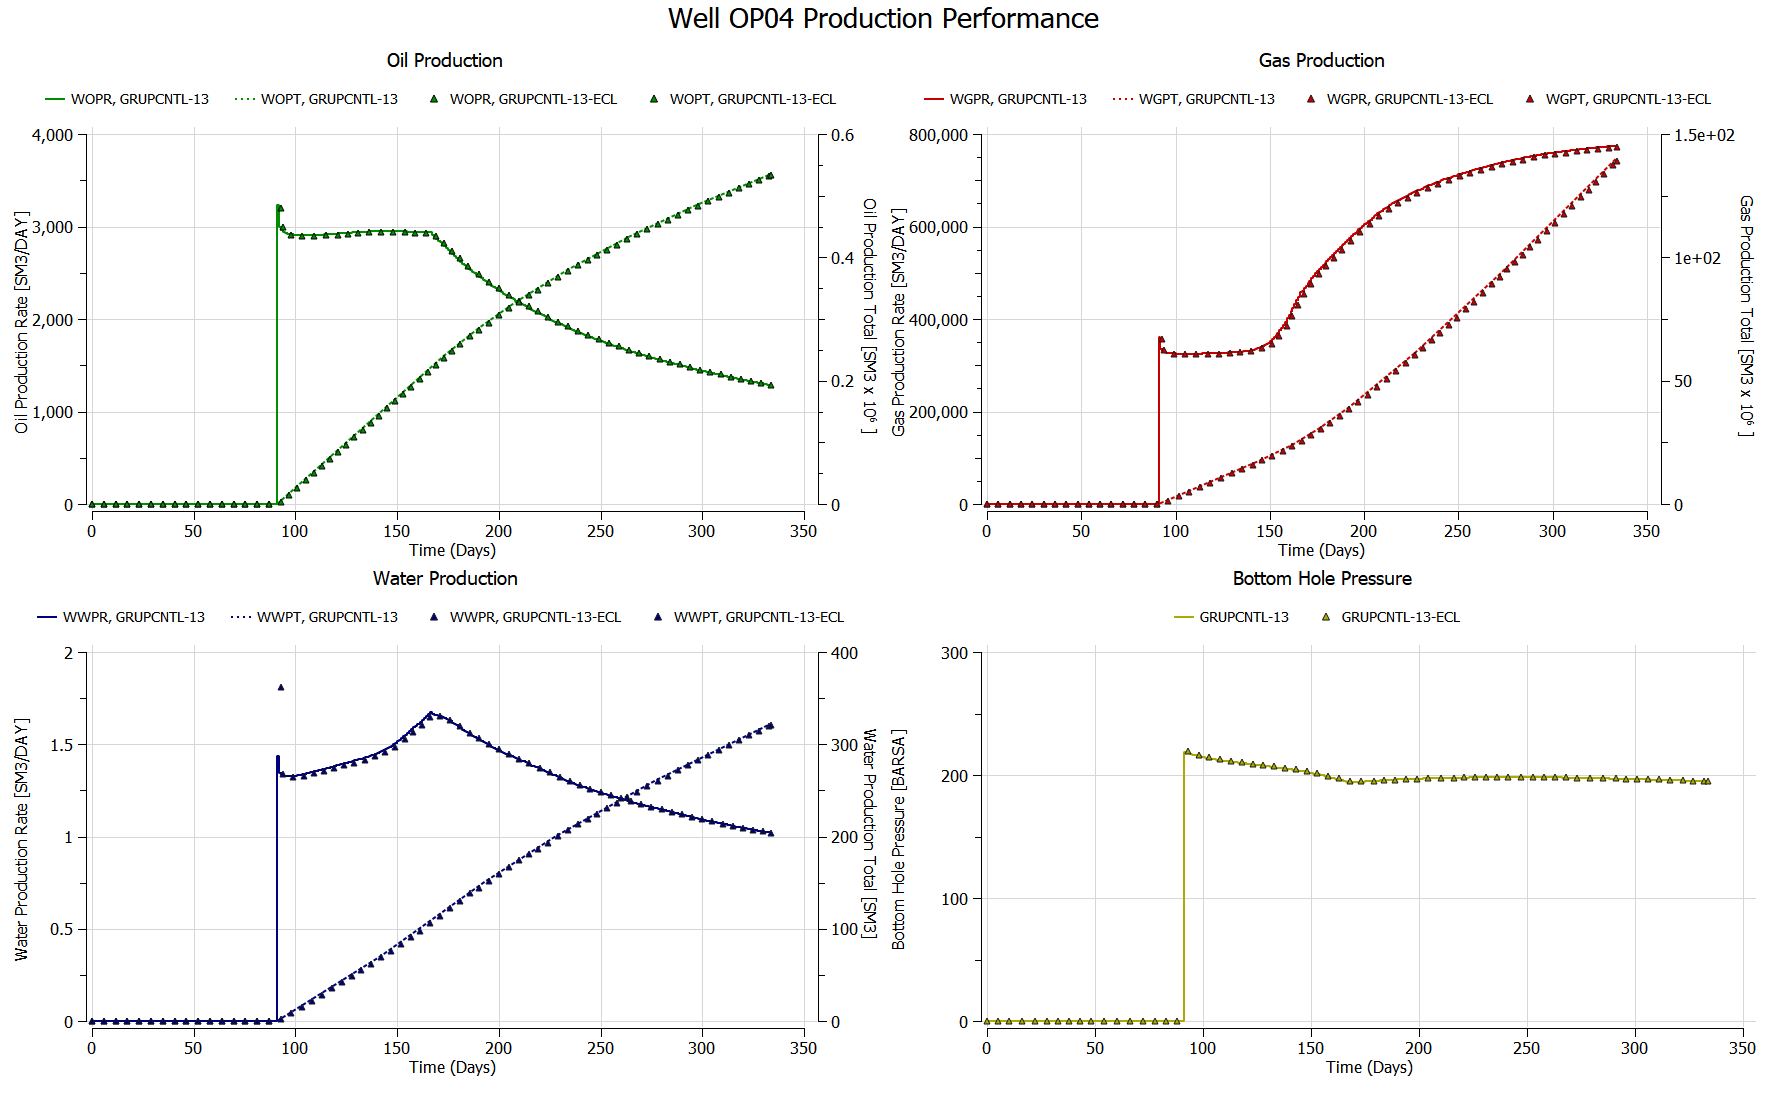 Well OP04 Production Performance
Oil Production
WOPR, GRUPCNTL-13 WOPT, GRUPCNTL-13 WOPR, GRUPCNTL-13-ECL WOPT, GRUPCNTL-13-ECL
4,000
3,000
2,000
1,000
0
Oil Production Rate [SM3/DAY]
0.6
0.4
0.2
0
Oil Production Total [SM3 x 10⁶ ]
0 50 100 150 200 250 300 350
Time (Days)
Gas Production
WGPR, GRUPCNTL-13 WGPT, GRUPCNTL-13 WGPR, GRUPCNTL-13-ECL WGPT, GRUPCNTL-13-ECL
800,000
600,000
400,000
200,000
0
Gas Production Rate [SM3/DAY]
1.5e+02
1e+02
50
0
Gas Production Total [SM3 x 10⁶ ]
0 50 100 150 200 250 300 350
Time (Days)
Water Production
WWPR, GRUPCNTL-13 WWPT, GRUPCNTL-13 WWPR, GRUPCNTL-13-ECL WWPT, GRUPCNTL-13-ECL
2
1.5
1
0.5
0
Water Production Rate [SM3/DAY]
400
300
200
100
0
Water Production Total [SM3]
0 50 100 150 200 250 300 350
Time (Days)
Bottom Hole Pressure
GRUPCNTL-13 GRUPCNTL-13-ECL
300
200
100
0
Bottom Hole Pressure [BARSA]
0 50 100 150 200 250 300 350
Time (Days)